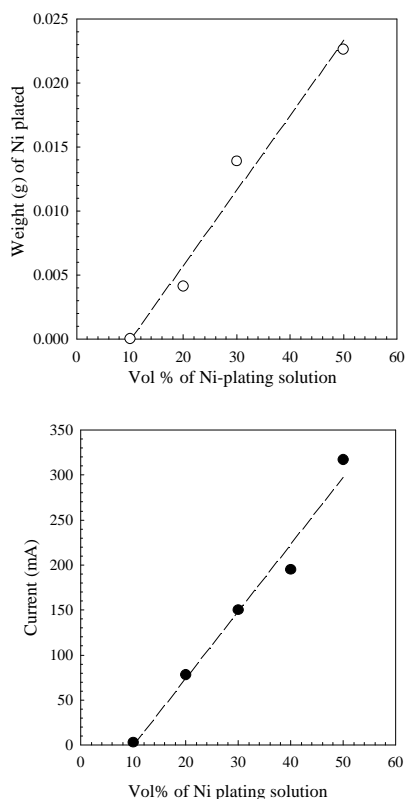 0.025
0.020
0.015
0.010
0.005
0.000
Weight (g) of Ni plated
0 10 20 30 40 50 60
Vol % of Ni-plating solution
350
300
250
200
150
100
50
0
Current (mA)
0 10 20 30 40 50 60
Vol% of Ni plating solution